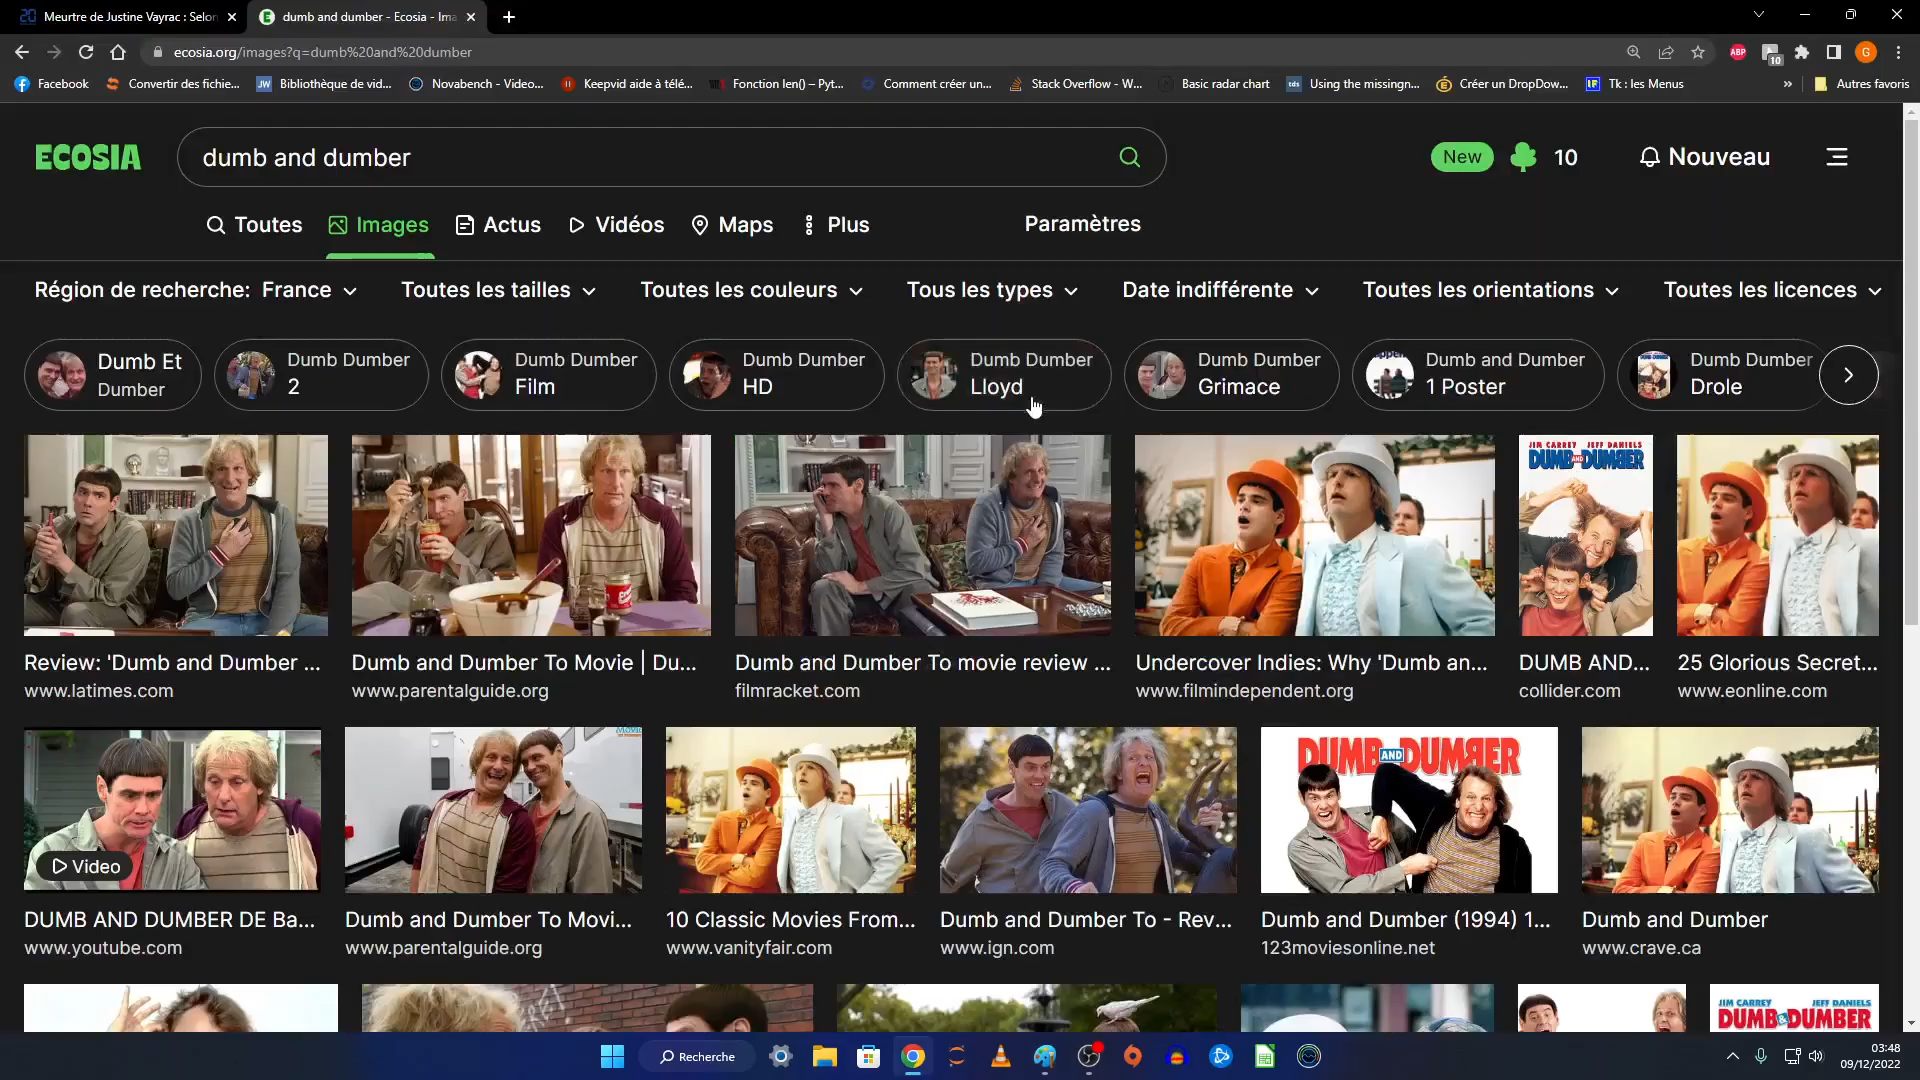 Meurtre de Justine Vayrac : Selon
dumb and dumber - Ecosia - Ima
ecosia.org/images?q=dumb%20and%20dumber
ABP
10
G
Facebook
Convertir des fichie...
JW
Bibliothèque de vid...
Novabench - Video...
Keepvid aide à télé...
Fonction len() – Pyt...
Comment créer un...
Stack Overflow - W...
Basic radar chart
tds
Using the missingn...
Créer un DropDow...
Tk : les Menus
»
Autres favoris
ECOSIA
dumb and dumber
New
10
Nouveau
Toutes
Images
Actus
Vidéos
Maps
Plus
Paramètres
Région de recherche: France
Toutes les tailles
Toutes les couleurs
Tous les types
Date indifférente
Toutes les orientations
Toutes les licences
Dumb Et
Dumber
Dumb Dumber
2
Dumb Dumber
Film
Dumb Dumber
HD
Dumb Dumber
Lloyd
Dumb Dumber
Grimace
Dumb and Dumber
1 Poster
Dumb Dumber
Drole
JIM CARREY JEFF DANIELS
DUMB AND DUMBER
Review: 'Dumb and Dumber ...
www.latimes.com
Dumb and Dumber To Movie | Du...
www.parentalguide.org
Dumb and Dumber To movie review ...
filmracket.com
Undercover Indies: Why 'Dumb an...
www.filmindependent.org
DUMB AND...
collider.com
25 Glorious Secret...
www.eonline.com
Video
DUMB AND DUMBER
DUMB AND DUMBER DE Ba...
www.youtube.com
Dumb and Dumber To Movi...
www.parentalguide.org
10 Classic Movies From...
www.vanityfair.com
Dumb and Dumber To - Rev...
www.ign.com
Dumb and Dumber (1994) 1...
123moviesonline.net
Dumb and Dumber
www.crave.ca
JIM CARREY JEFF DANIELS
DUMB & DUMBER
Recherche
03:48
09/12/2022